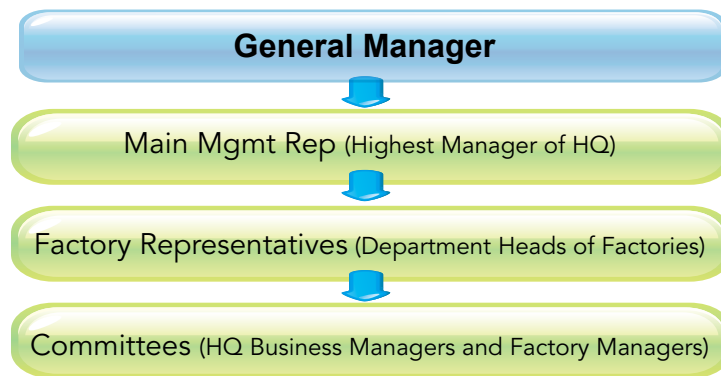 General Manager
Main Mgmt Rep (Highest Manager of HQ)
Factory Representatives (Department Heads of Factories)
Committees (HQ Business Managers and Factory Managers)